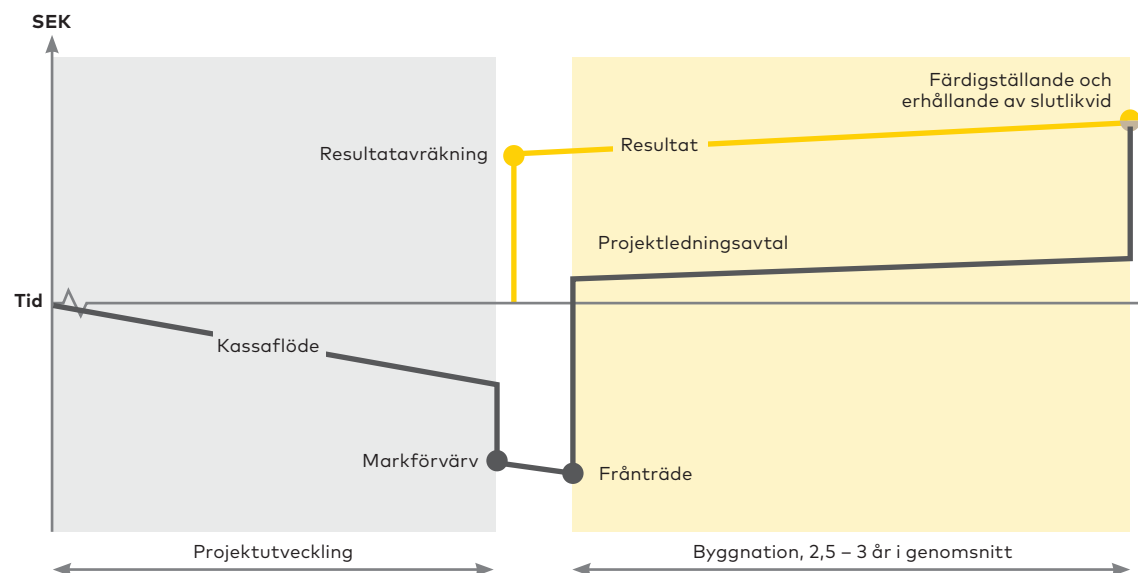 SEK
Färdigställande och
erhållande av slutlikvid
Resultatavräkning
Resultat
Projektledningsavtal
Tid
Kassaflöde
Markförvärv
Frånträde
Projektutveckling
Byggnation, 2,5 – 3 år i genomsnitt